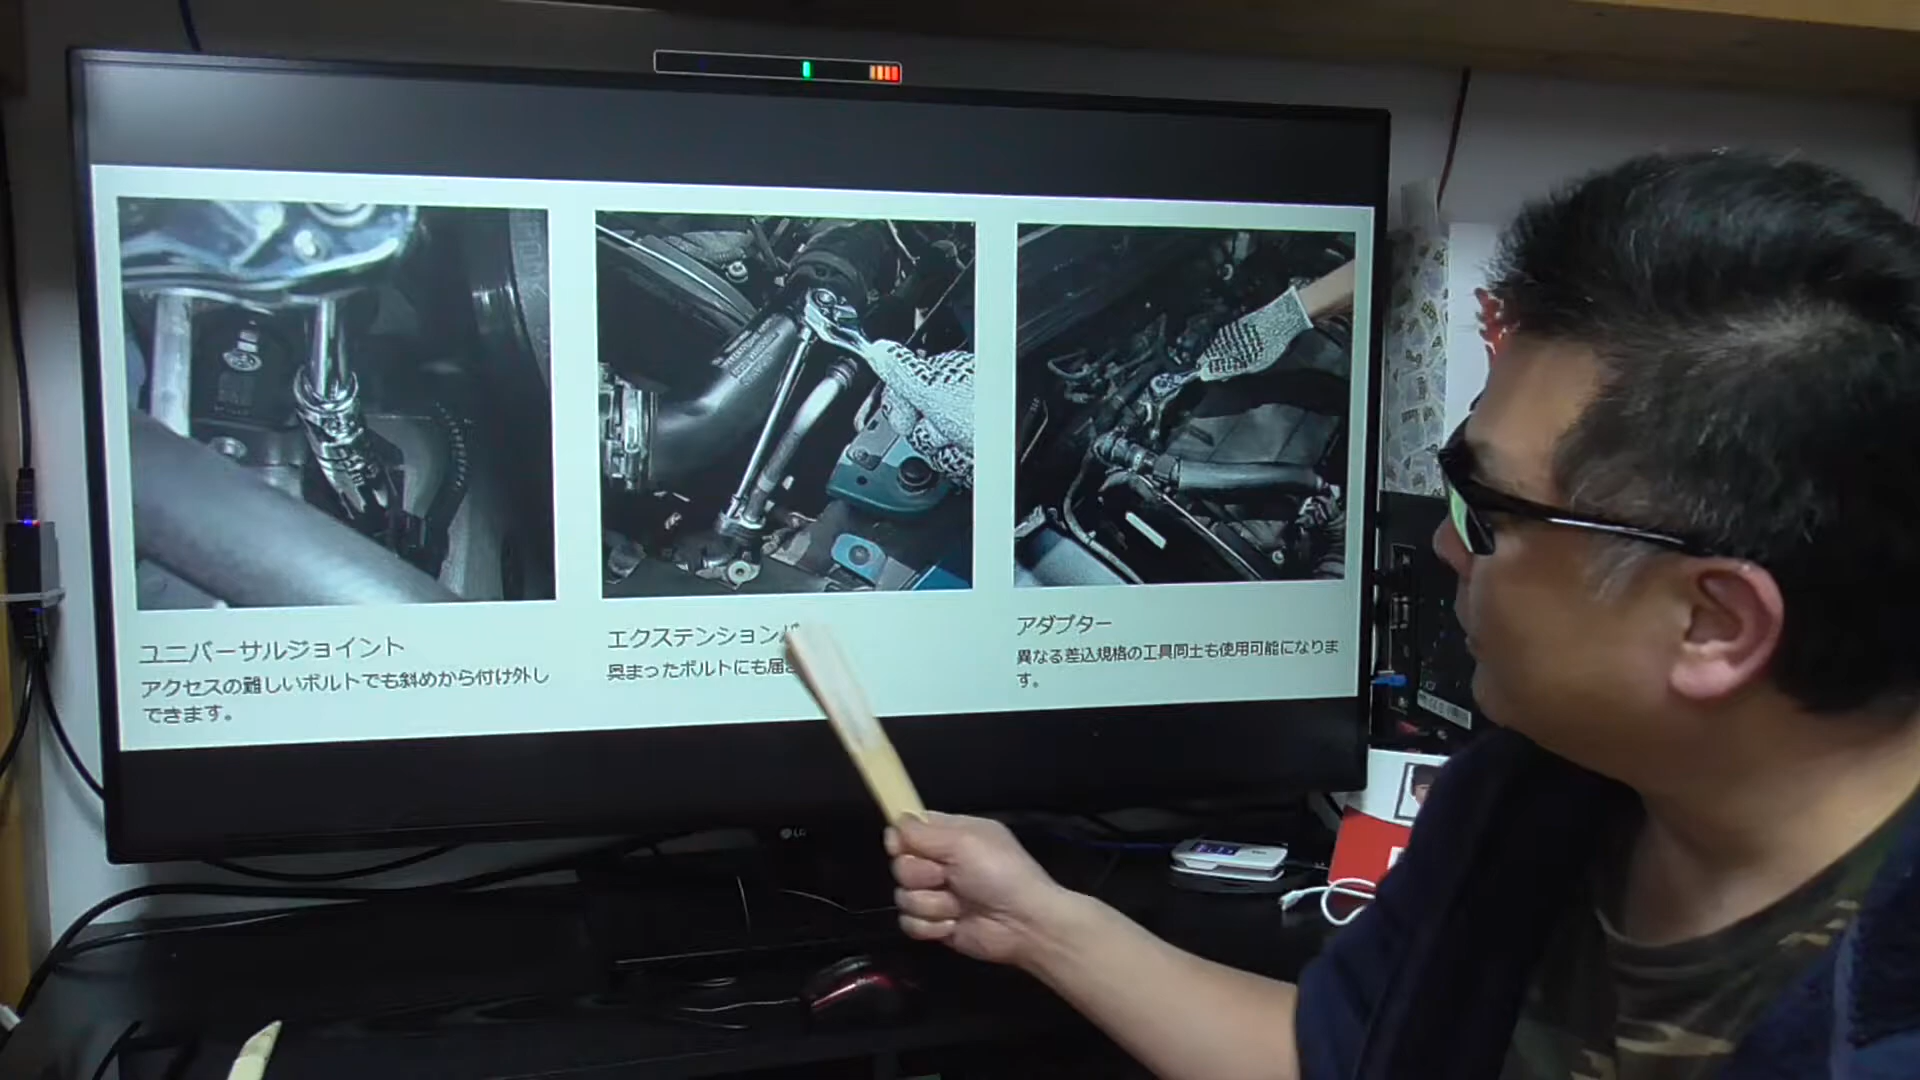 ユニバーサルジョイント
アクセスの難しいボルトでも斜めから付け外し
できます。
エクステンション
奥まったボルトにも届
アダプター
異なる差込規格の工具同士も使用可能になりま
す。
LG